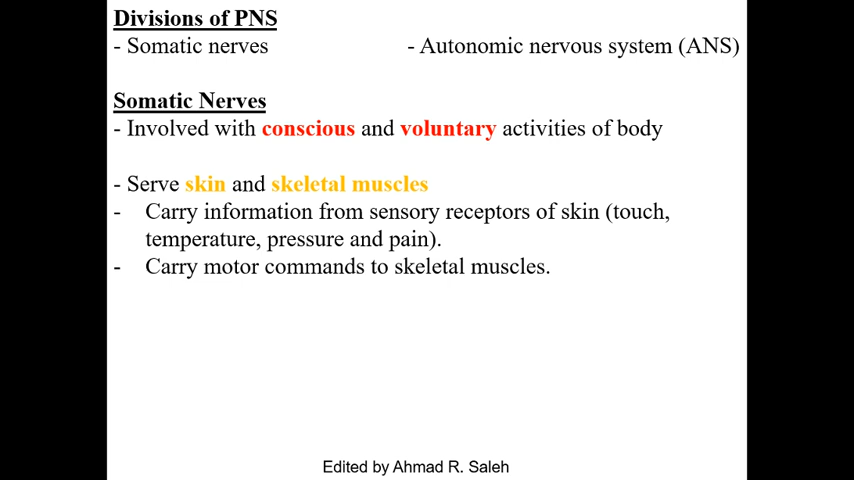 Divisions of PNS
- Somatic nerves - Autonomic nervous system (ANS)
Somatic Nerves
- Involved with conscious and voluntary activities of body
- Serve skin and skeletal muscles
- Carry information from sensory receptors of skin (touch,
temperature, pressure and pain).
- Carry motor commands to skeletal muscles.
Edited by Ahmad R. Saleh